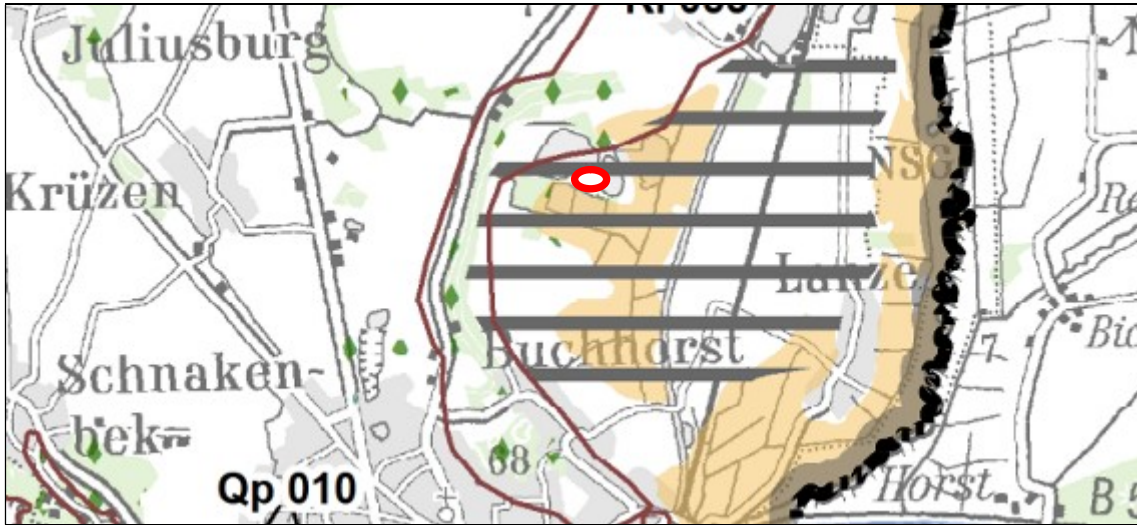 Juliusburg
NSG
Krüzen
Lanze
Buchhorst
7
Schnaken-
bek
68
Qp 010
Horst
B 5